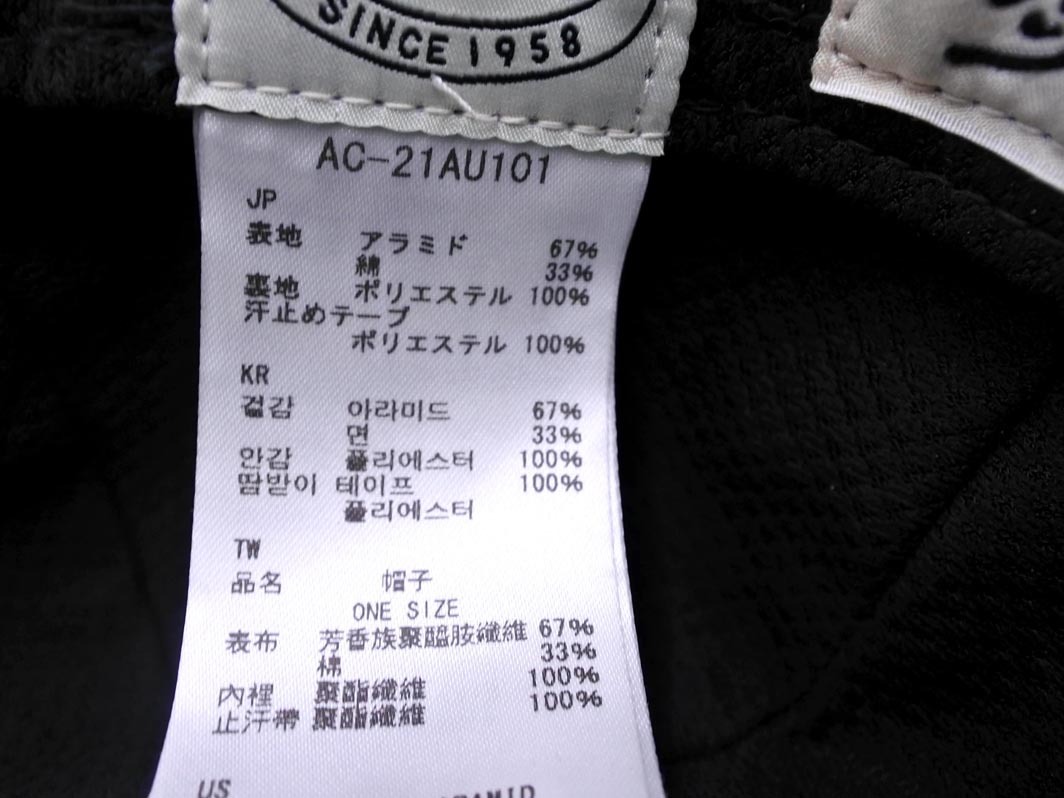 SINCE 1958
AC-21AU101
JP
表地 アラミド 67%
綿 33%
裏地 ポリエステル 100%
汗止めテープ
ポリエステル 100%
KR
겉감 아라미드 67%
면 33%
안감 폴리에스터 100%
땀받이 테이프 100%
폴리에스터
TW
品名 帽子
ONE SIZE
表布 芳香族聚醯胺纖維 67%
棉 33%
內裡 聚酯纖維 100%
止汗帶 聚酯纖維 100%
US